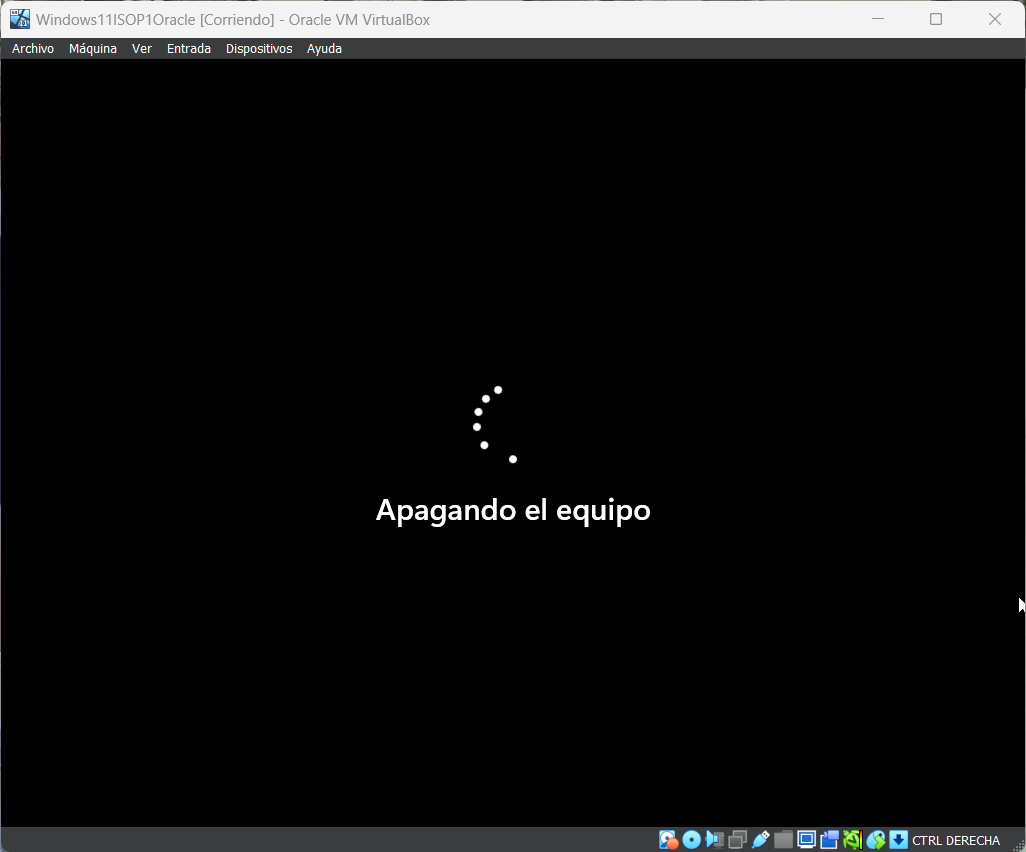 Windows11ISOP1Oracle [Corriendo] - Oracle VM VirtualBox
Archivo Máquina Ver Entrada Dispositivos Ayuda
Apagando el equipo
CTRL DERECHA